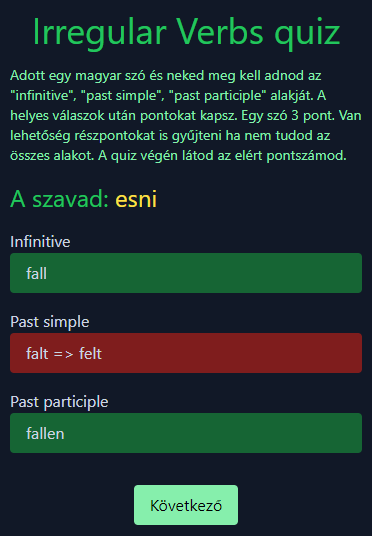 Irregular Verbs quiz
Adott egy magyar szó és neked meg kell adnod az
"infinitive", "past simple", "past participle" alakját. A
helyes válaszok után pontokat kapsz. Egy szó 3 pont. Van
lehetőség részpontokat is gyűjteni ha nem tudod az
összes alakot. A quiz végén látod az elért pontszámod.
A szavad: esni
Infinitive
fall
Past simple
falt => felt
Past participle
fallen
Következő